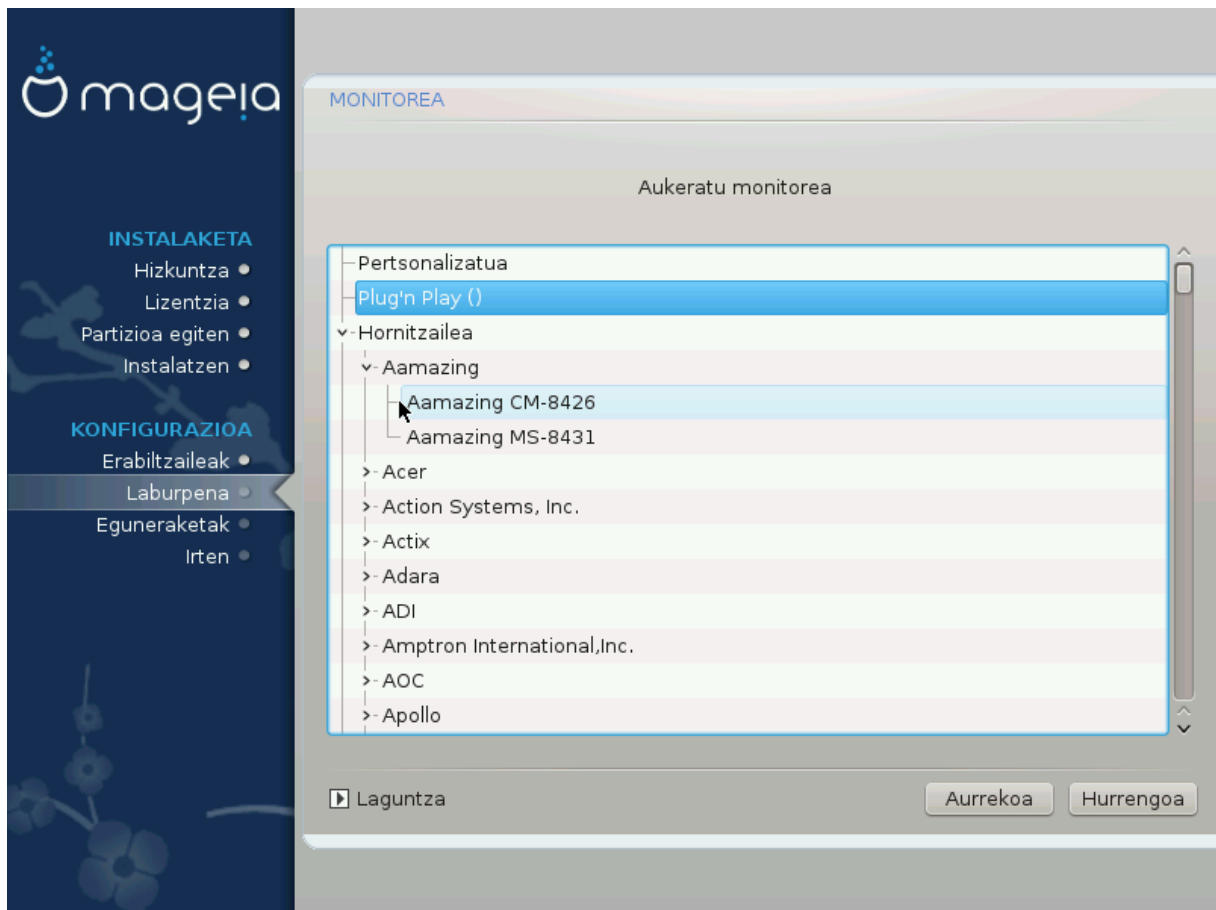 mageia
INSTALAKETA
Hizkuntza
Lizentzia
Partizioa egiten
Instalatzen
KONFIGURAZIOA
Erabiltzaileak
Laburpena
Eguneraketak
Irten
MONITOREA
Aukeratu monitorea
Pertsonalizatua
Plug'n Play ()
Hornitzailea
Aamazing
Aamazing CM-8426
Aamazing MS-8431
Acer
Action Systems, Inc.
Actix
Adara
ADI
Amptron International,Inc.
AOC
Apollo
Laguntza
Aurrekoa
Hurrengoa